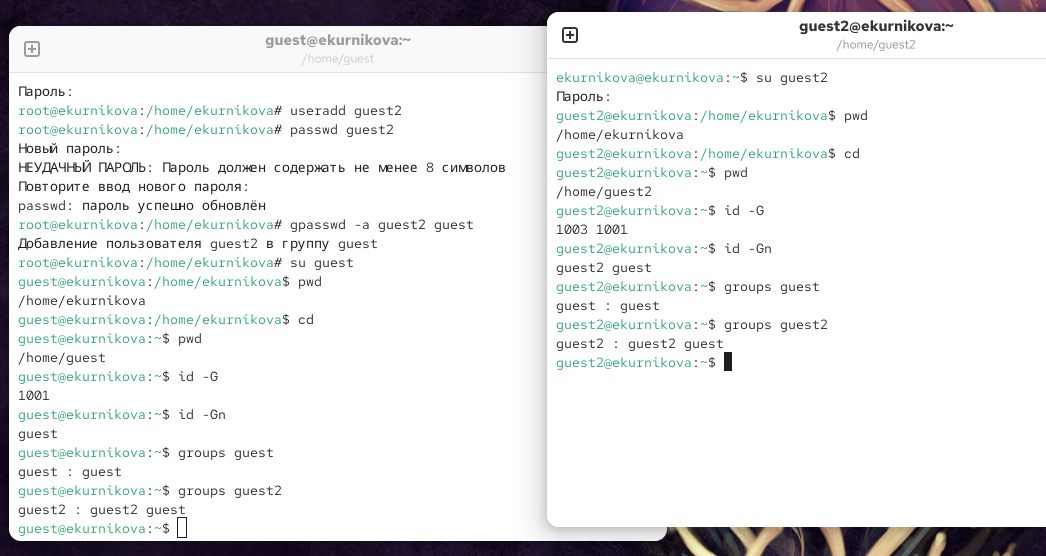 guest@ekurnikova:~
/home/guest
Пароль:
root@ekurnikova:/home/ekurnikova# useradd guest2
root@ekurnikova:/home/ekurnikova# passwd guest2
Новый пароль:
НЕУДАЧНЫЙ ПАРОЛЬ: Пароль должен содержать не менее 8 символов
Повторите ввод нового пароля:
passwd: пароль успешно обновлён
root@ekurnikova:/home/ekurnikova# gpasswd -a guest2 guest
Добавление пользователя guest2 в группу guest
root@ekurnikova:/home/ekurnikova# su guest
guest@ekurnikova:/home/ekurnikova$ pwd
/home/ekurnikova
guest@ekurnikova:/home/ekurnikova$ cd
guest@ekurnikova:~$ pwd
/home/guest
guest@ekurnikova:~$ id -G
1001
guest@ekurnikova:~$ id -Gn
guest
guest@ekurnikova:~$ groups guest
guest : guest
guest@ekurnikova:~$ groups guest2
guest2 : guest2 guest
guest@ekurnikova:~$
guest2@ekurnikova:~
/home/guest2
ekurnikova@ekurnikova:~$ su guest2
Пароль:
guest2@ekurnikova:/home/ekurnikova$ pwd
/home/ekurnikova
guest2@ekurnikova:/home/ekurnikova$ cd
guest2@ekurnikova:~$ pwd
/home/guest2
guest2@ekurnikova:~$ id -G
1003 1001
guest2@ekurnikova:~$ id -Gn
guest2 guest
guest2@ekurnikova:~$ groups guest
guest : guest
guest2@ekurnikova:~$ groups guest2
guest2 : guest2 guest
guest2@ekurnikova:~$